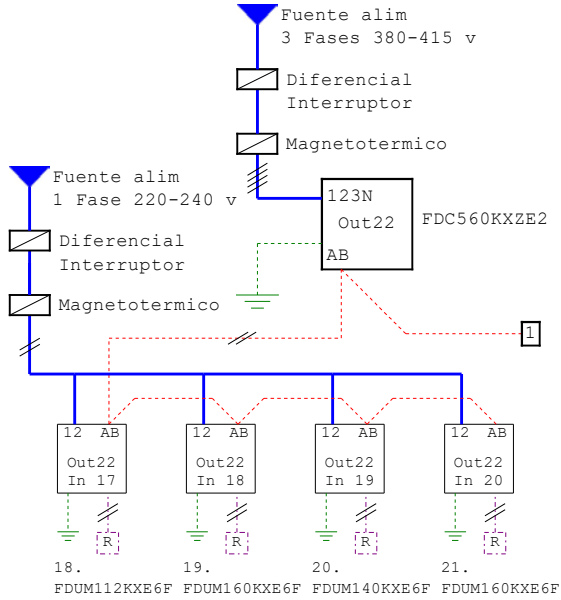 Fuente alim
3 Fases 380-415 v
Diferencial
Interruptor
Magnetotermico
Fuente alim
1 Fase 220-240 v
Diferencial
Interruptor
Magnetotermico
123N
Out22
AB
FDC560KXZE2
1
12 AB
Out22
In 17
R
18.
FDUM112KXE6F
12 AB
Out22
In 18
R
19.
FDUM160KXE6F
12 AB
Out22
In 19
R
20.
FDUM140KXE6F
12 AB
Out22
In 20
R
21.
FDUM160KXE6F